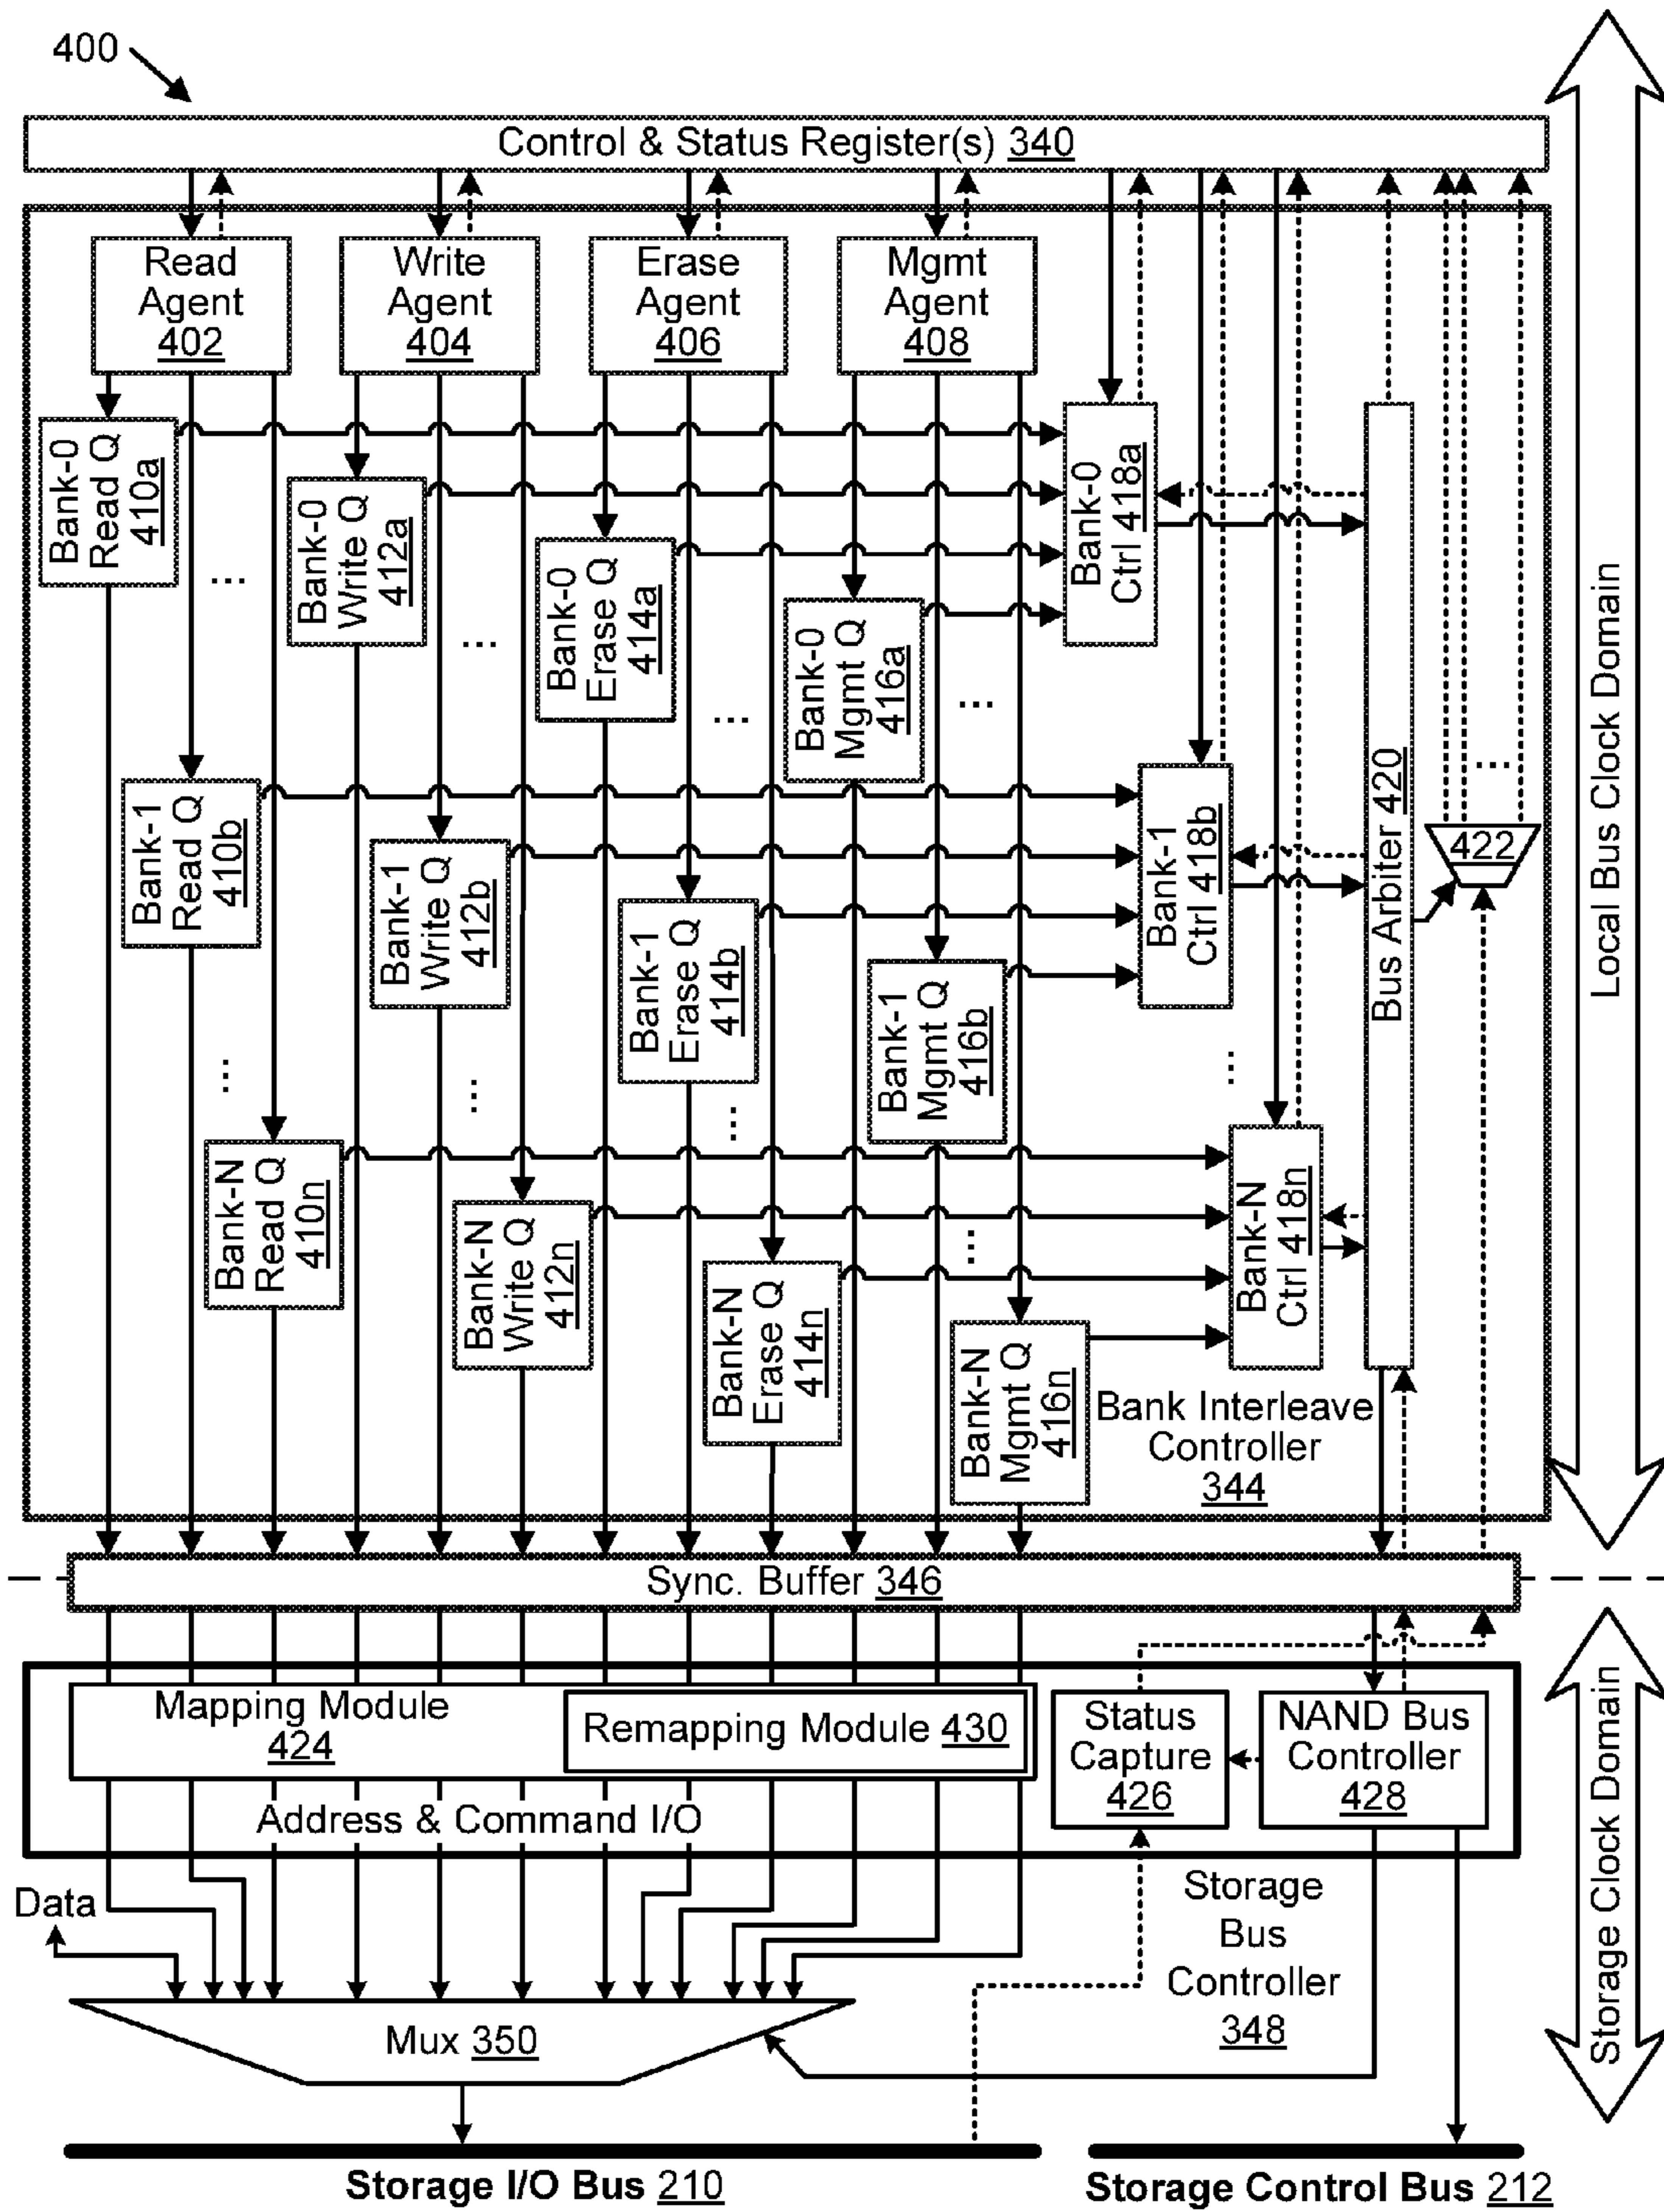 400
Control & Status Register(s) 340
Read
Agent
402
Write
Agent
404
Erase
Agent
406
Mgmt
Agent
408
Bank-0
Read Q
410a
...
Bank-0
Write Q
412a
...
Bank-0
Erase Q
414a
...
Bank-0
Mgmt Q
416a
...
Bank-0
Ctrl 418a
Bank-1
Read Q
410b
...
Bank-1
Write Q
412b
...
Bank-1
Erase Q
414b
...
Bank-1
Mgmt Q
416b
...
Bank-1
Ctrl 418b
...
Bus Arbiter 420
422
...
Bank-N
Read Q
410n
Bank-N
Write Q
412n
Bank-N
Erase Q
414n
Bank-N
Mgmt Q
416n
Bank-N
Ctrl 418n
Bank Interleave
Controller
344
Local Bus Clock Domain
Sync. Buffer 346
Mapping Module
424
Remapping Module 430
Status
Capture
426
NAND Bus
Controller
428
Address & Command I/O
Data
Storage
Bus
Controller
348
Storage Clock Domain
Mux 350
Storage I/O Bus 210
Storage Control Bus 212